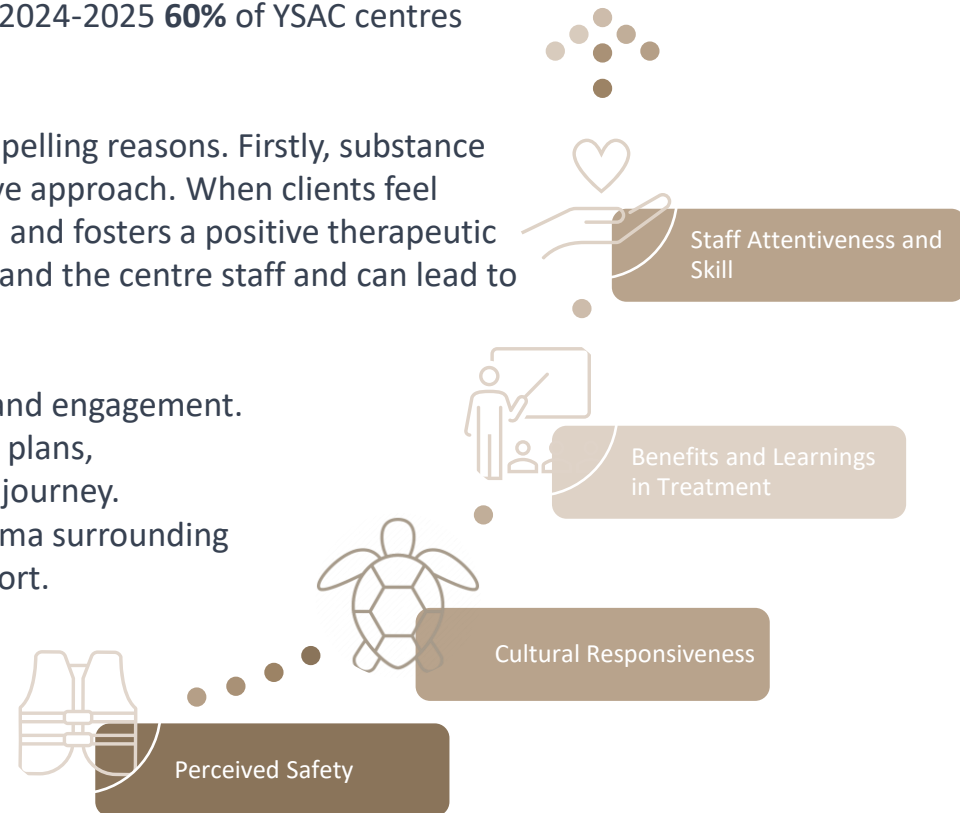 2024-2025 60% of YSAC centres
pelling reasons. Firstly, substance
ve approach. When clients feel
and fosters a positive therapeutic
and the centre staff and can lead to
Staff Attentiveness and
Skill
and engagement.
plans,
journey.
ma surrounding
ort.
Benefits and Learnings
in Treatment
Cultural Responsiveness
Perceived Safety